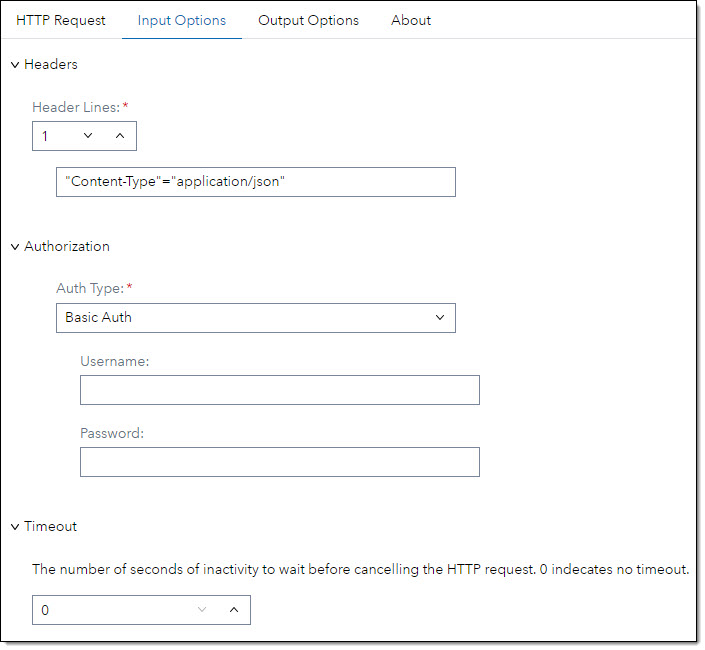 HTTP Request Input Options Output Options About
Headers
Header Lines:*
1
"Content-Type"="application/json"
Authorization
Auth Type:*
Basic Auth
Username:
Password:
Timeout
The number of seconds of inactivity to wait before cancelling the HTTP request. 0 indecates no timeout.
0